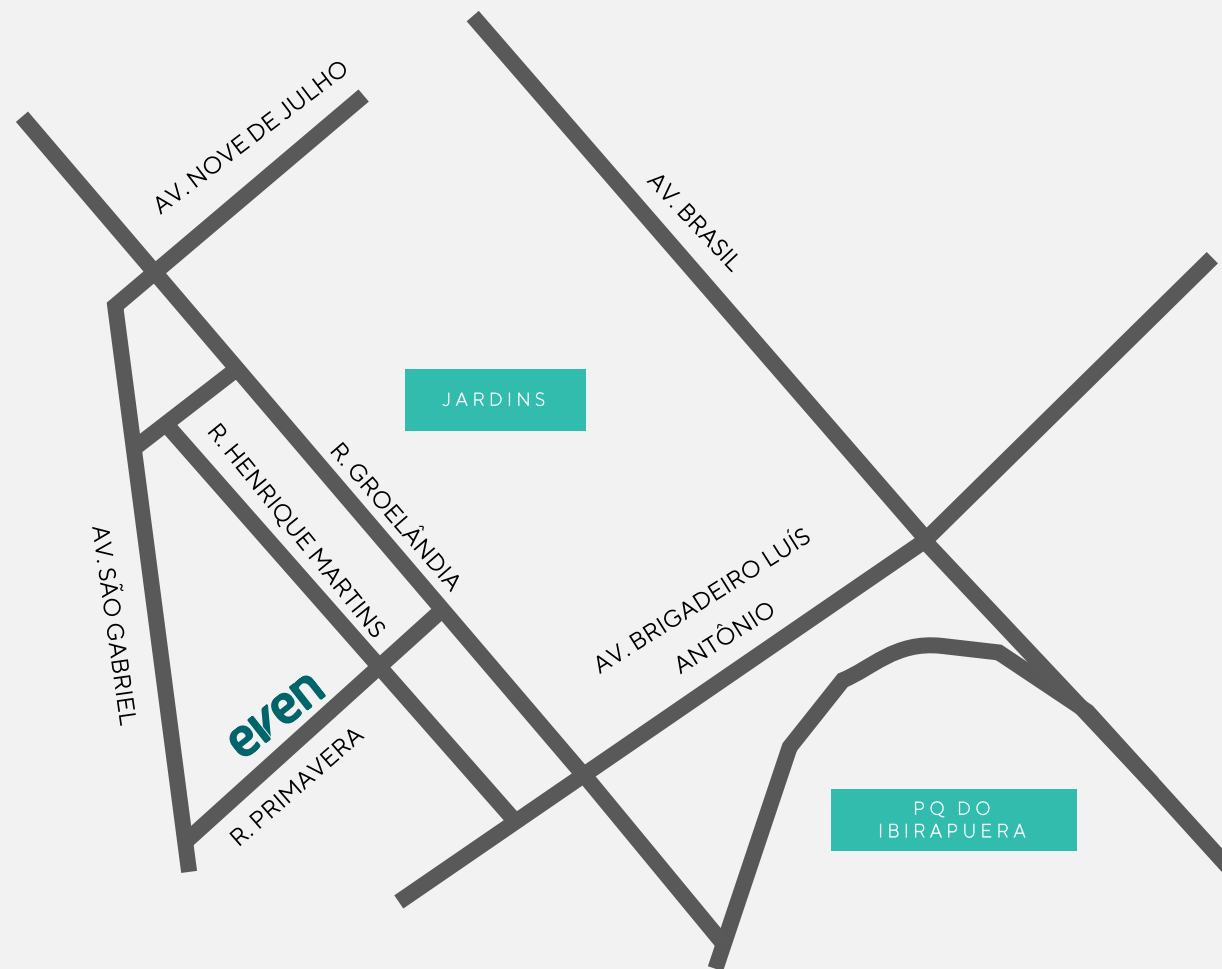 AV. NOVE DE JULHO
AV. BRASIL
JARDINS
R. HENRIQUE MARTINS
R. GROELÂNDIA
AV. SÃO GABRIEL
AV. BRIGADEIRO LUÍS
ANTÔNIO
even
R. PRIMAVERA
PQ DO
IBIRAPUERA